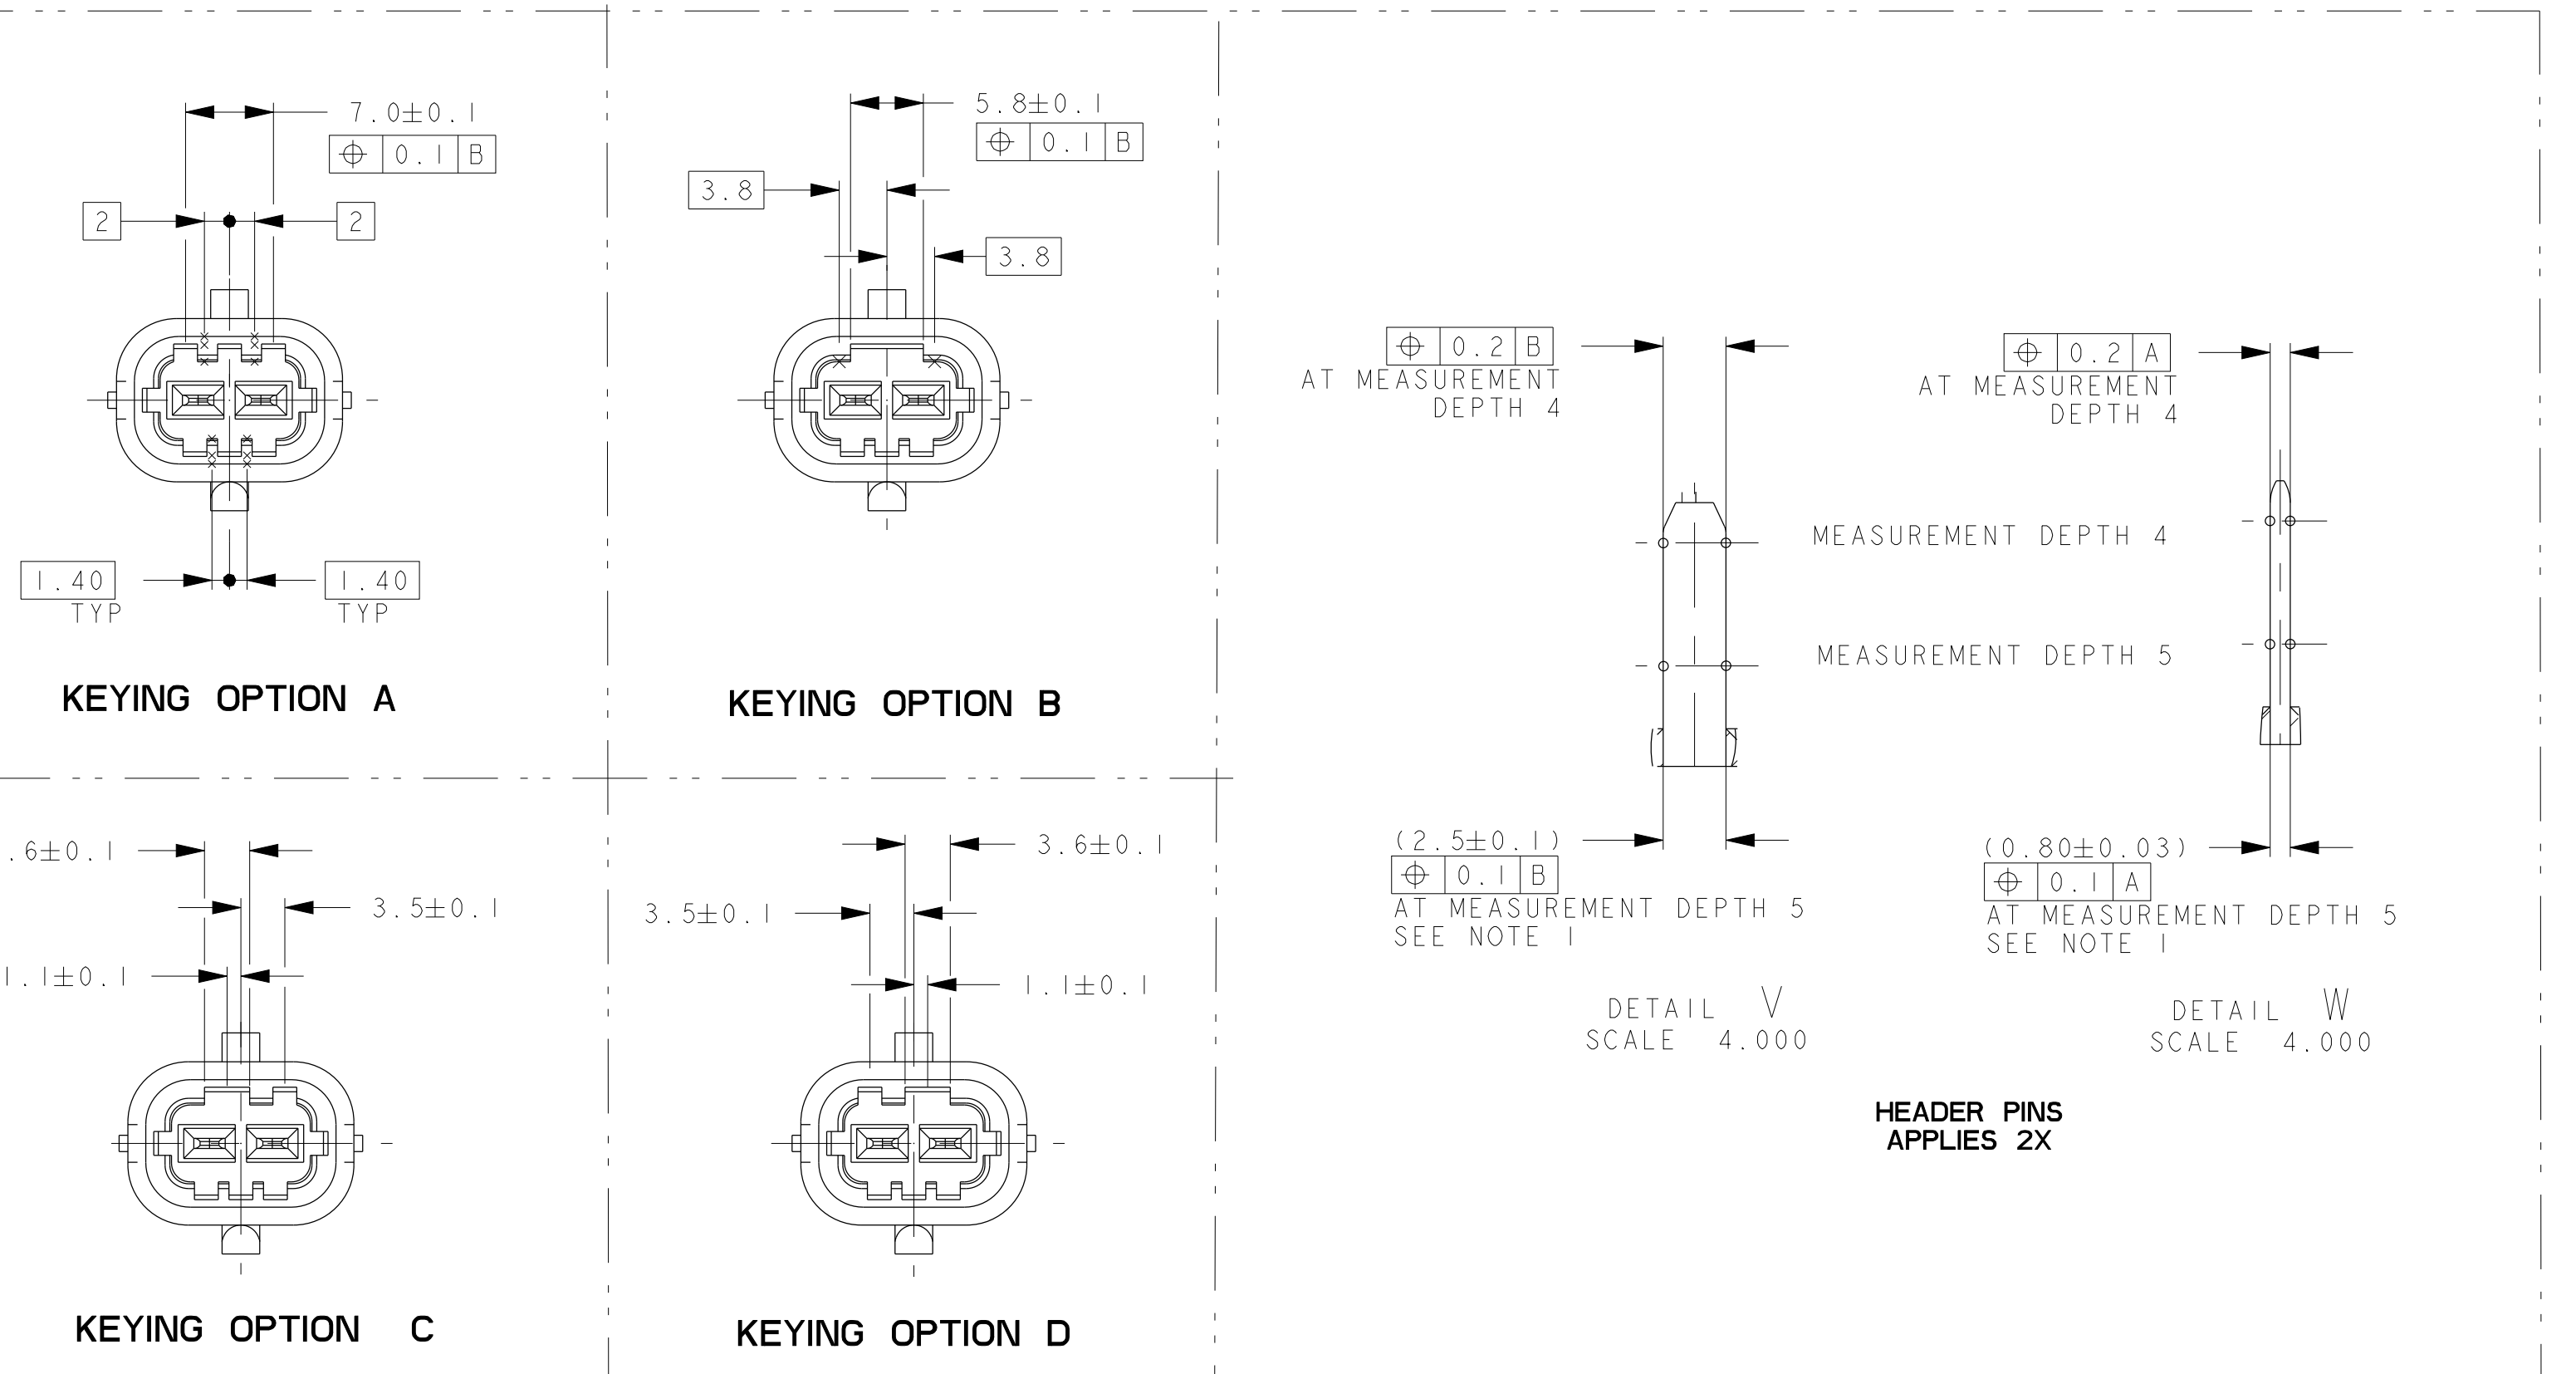 7.0±0.1
⌖ 0.1 B
2
2
1.40
TYP
1.40
TYP
KEYING OPTION A
5.8±0.1
⌖ 0.1 B
3.8
3.8
KEYING OPTION B
.6±0.1
3.5±0.1
1.1±0.1
KEYING OPTION C
3.6±0.1
3.5±0.1
1.1±0.1
KEYING OPTION D
⌖ 0.2 B
AT MEASUREMENT
DEPTH 4
⌖ 0.2 A
AT MEASUREMENT
DEPTH 4
MEASUREMENT DEPTH 4
MEASUREMENT DEPTH 5
(2.5±0.1)
⌖ 0.1 B
AT MEASUREMENT DEPTH 5
SEE NOTE 1
DETAIL V
SCALE 4.000
(0.80±0.03)
⌖ 0.1 A
AT MEASUREMENT DEPTH 5
SEE NOTE 1
DETAIL W
SCALE 4.000
HEADER PINS
APPLIES 2X